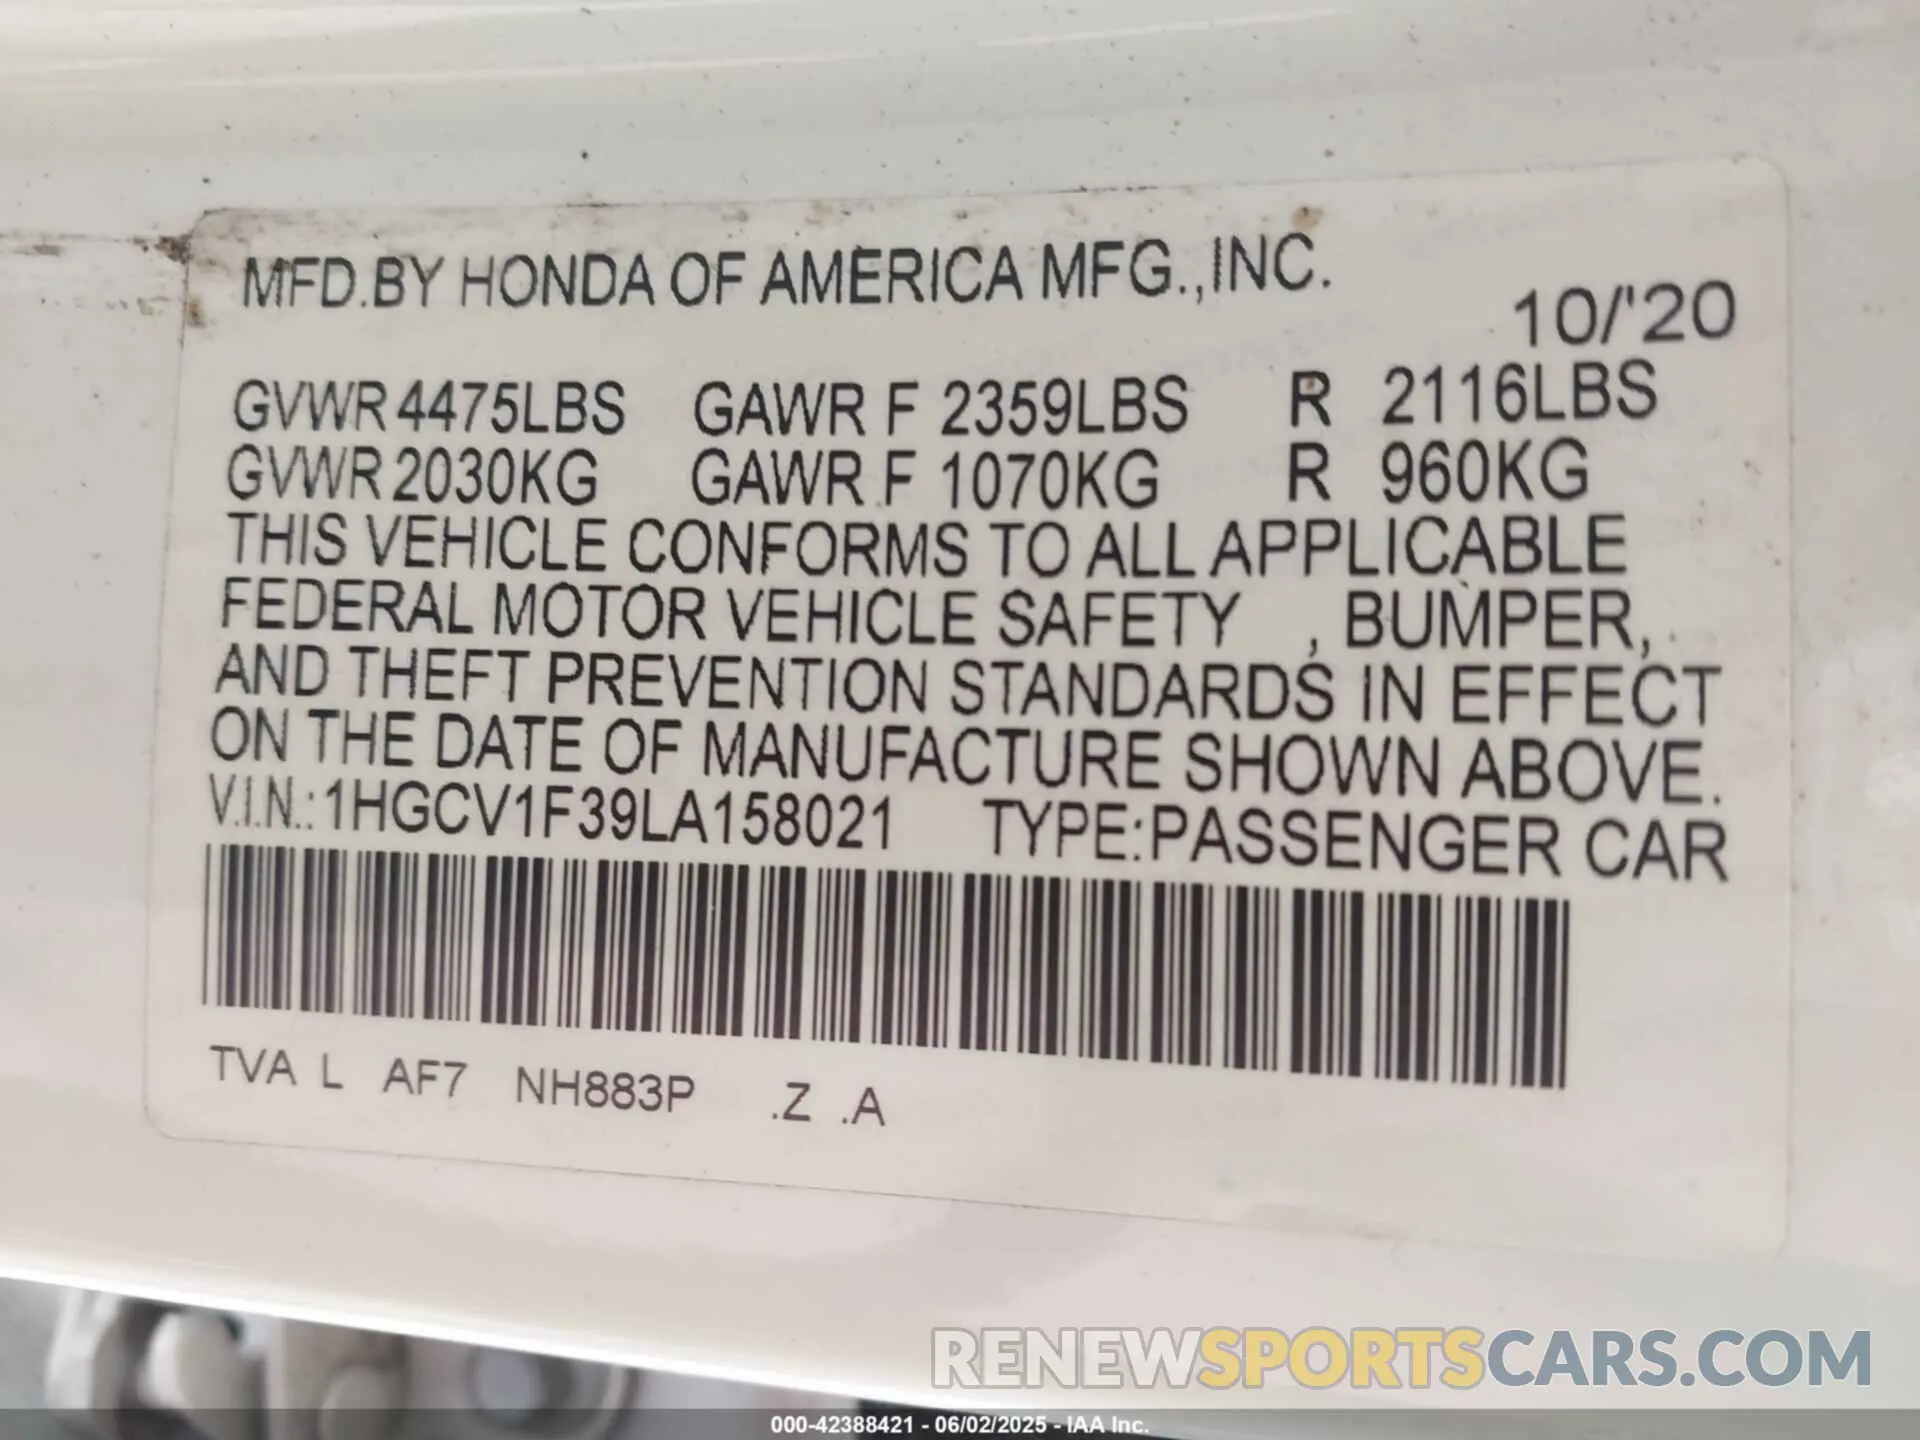 MFD.BY HONDA OF AMERICA MFG.,INC.
10/'20
GVWR 4475LBS GAWR F 2359LBS R 2116LBS
GVWR 2030KG GAWR F 1070KG R 960KG
THIS VEHICLE CONFORMS TO ALL APPLICABLE
FEDERAL MOTOR VEHICLE SAFETY , BUMPER,
AND THEFT PREVENTION STANDARDS IN EFFECT
ON THE DATE OF MANUFACTURE SHOWN ABOVE.
V.I.N.:1HGCV1F39LA158021 TYPE:PASSENGER CAR
TVA L AF7 NH883P .Z .A
RENEWSPORTSCARS.COM
000-42388421 - 06/02/2025 - IAA Inc.